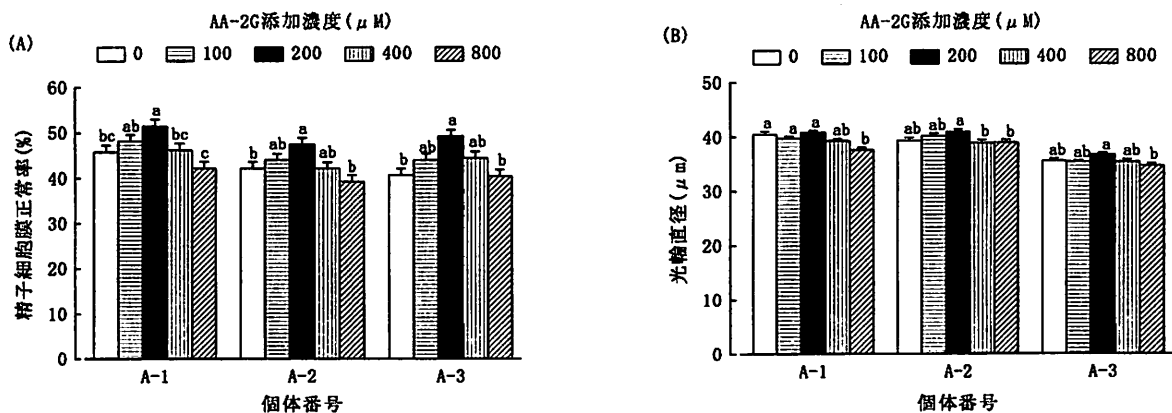 AA-2G添加濃度(μM)
(A)
0 100 200 400 800
精子細胞膜正常率(%)
60
50
40
30
20
10
0
bc ab a bc c
b ab a ab b
b ab a ab b
A-1 A-2 A-3
個体番号
AA-2G添加濃度(μM)
(B)
0 100 200 400 800
光輪直径(μm)
50
40
30
20
10
0
a a a ab b
ab ab a b b
ab ab a ab b
A-1 A-2 A-3
個体番号